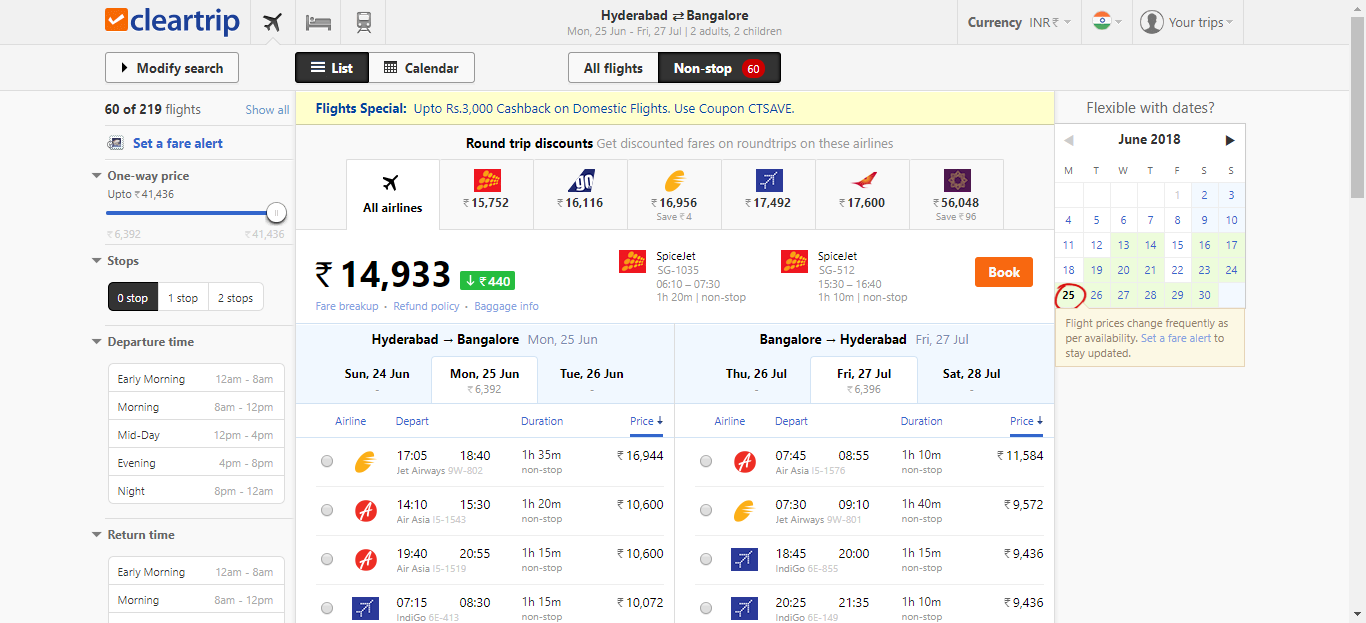 cleartrip
Hyderabad ⇄ Bangalore
Mon, 25 Jun - Fri, 27 Jul | 2 adults, 2 children
Currency INR ₹
Your trips
Modify search
List
Calendar
All flights
Non-stop 60
60 of 219 flights
Show all
Set a fare alert
One-way price
Upto ₹ 41,436
₹ 6,392
₹ 41,436
Stops
0 stop
1 stop
2 stops
Departure time
Early Morning 12am - 8am
Morning 8am - 12pm
Mid-Day 12pm - 4pm
Evening 4pm - 8pm
Night 8pm - 12am
Return time
Early Morning 12am - 8am
Morning 8am - 12pm
Flights Special: Upto Rs.3,000 Cashback on Domestic Flights. Use Coupon CTSAVE.
Round trip discounts Get discounted fares on roundtrips on these airlines
All airlines
₹ 15,752
go
₹ 16,116
₹ 16,956
Save ₹ 4
₹ 17,492
₹ 17,600
₹ 56,048
Save ₹ 96
₹ 14,933 ↓ ₹ 440
Fare breakup · Refund policy · Baggage info
SpiceJet
SG-1035
06:10 – 07:30
1h 20m | non-stop
SpiceJet
SG-512
15:30 – 16:40
1h 10m | non-stop
Book
Hyderabad → Bangalore Mon, 25 Jun
Sun, 24 Jun
-
Mon, 25 Jun
₹ 6,392
Tue, 26 Jun
-
Airline Depart Duration Price ↓
17:05 18:40 1h 35m ₹ 16,944
Jet Airways 9W-802 non-stop
14:10 15:30 1h 20m ₹ 10,600
Air Asia I5-1543 non-stop
19:40 20:55 1h 15m ₹ 10,600
Air Asia I5-1519 non-stop
07:15 08:30 1h 15m ₹ 10,072
IndiGo 6E-413 non-stop
Bangalore → Hyderabad Fri, 27 Jul
Thu, 26 Jul
-
Fri, 27 Jul
₹ 6,396
Sat, 28 Jul
-
Airline Depart Duration Price ↓
07:45 08:55 1h 10m ₹ 11,584
Air Asia I5-1576 non-stop
07:30 09:10 1h 40m ₹ 9,572
Jet Airways 9W-801 non-stop
18:45 20:00 1h 15m ₹ 9,436
IndiGo 6E-855 non-stop
20:25 21:35 1h 10m ₹ 9,436
IndiGo 6E-149 non-stop
Flexible with dates?
June 2018
M T W T F S S
1 2 3
4 5 6 7 8 9 10
11 12 13 14 15 16 17
18 19 20 21 22 23 24
25 26 27 28 29 30
Flight prices change frequently as
per availability. Set a fare alert to
stay updated.